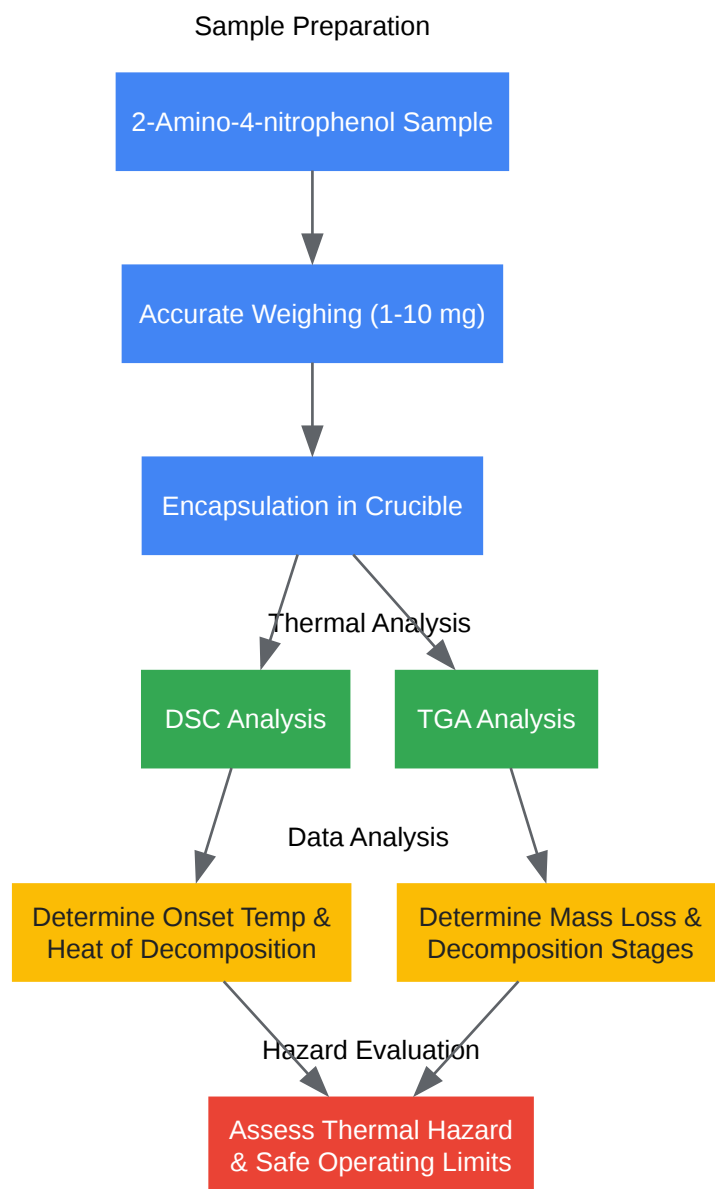 Sample Preparation
2-Amino-4-nitrophenol Sample
Accurate Weighing (1-10 mg)
Encapsulation in Crucible
Thermal Analysis
DSC Analysis
TGA Analysis
Data Analysis
Determine Onset Temp &
Heat of Decomposition
Determine Mass Loss &
Decomposition Stages
Hazard Evaluation
Assess Thermal Hazard
& Safe Operating Limits